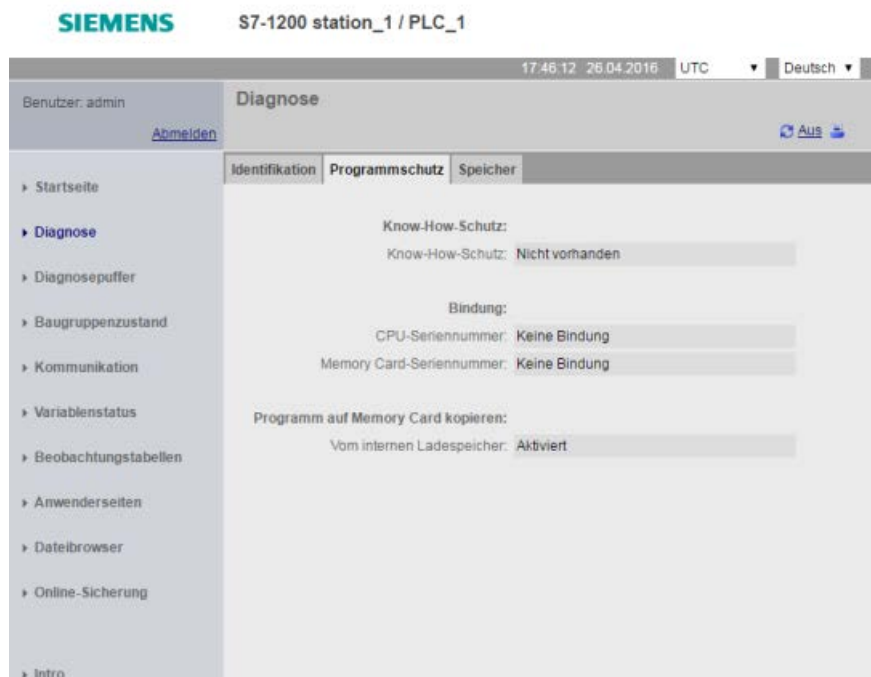 SIEMENS S7-1200 station_1 / PLC_1
17:46:12 26.04.2016 UTC Deutsch
Benutzer: admin
Abmelden
Diagnose
Aus
Identifikation Programmschutz Speicher
Startseite
Diagnose
Diagnosepuffer
Baugruppenzustand
Kommunikation
Variablenstatus
Beobachtungstabellen
Anwenderseiten
Dateibrowser
Online-Sicherung
Intro
Know-How-Schutz:
Know-How-Schutz: Nicht vorhanden
Bindung:
CPU-Seriennummer: Keine Bindung
Memory Card-Seriennummer: Keine Bindung
Programm auf Memory Card kopieren:
Vom internen Ladespeicher: Aktiviert